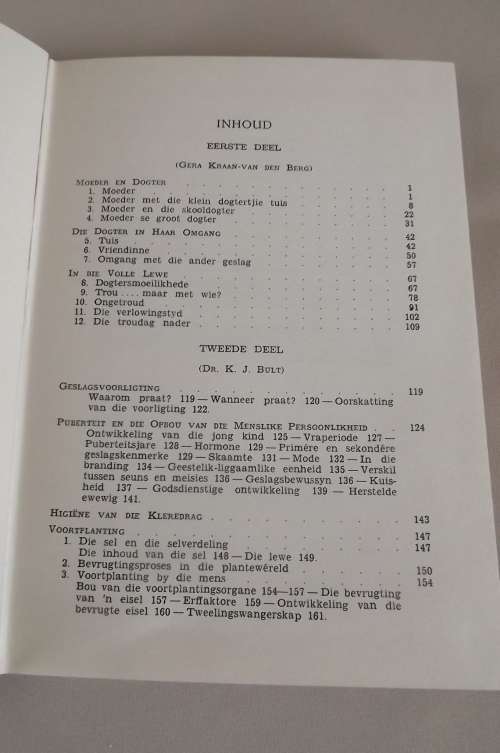 INHOUD
EERSTE DEEL
(GERA KRAAN-VAN DEN BERG)
MOEDER EN DOGTER . . . . . . . . . . . . 1
1. Moeder . . . . . . . . . . . . 1
2. Moeder met die klein dogtertjie tuis . . . . . . 8
3. Moeder en die skooldogter . . . . . . . . 22
4. Moeder se groot dogter . . . . . . . . . 31
DIE DOGTER IN HAAR OMGANG . . . . . . . . 42
5. Tuis . . . . . . . . . . . . 42
6. Vriendinne . . . . . . . . . . . 50
7. Omgang met die ander geslag . . . . . . . 57
IN DIE VOLLE LEWE . . . . . . . . . . . 67
8. Dogtersmoeilikhede . . . . . . . . . 67
9. Trou .... maar met wie? . . . . . . . . 78
10. Ongetroud . . . . . . . . . . . 91
11. Die verlowingstyd . . . . . . . . . . 102
12. Die troudag nader . . . . . . . . . . 109
TWEEDE DEEL
(DR. K. J. BULT)
GESLAGSVOORLIGTING . . . . . . . . . . 119
Waarom praat? 119 — Wanneer praat? 120 — Oorskatting
van die voorligting 122.
PUBERTEIT EN DIE OPBOU VAN DIE MENSLIKE PERSOONLIKHEID . . 124
Ontwikkeling van die jong kind 125 — Vraperiode 127 —
Puberteitsjare 128 — Hormone 129 — Primêre en sekondêre
geslagskenmerke 129 — Skaamte 131 — Mode 132 — In die
branding 134 — Geestelik-liggaamlike eenheid 135 — Verskil
tussen seuns en meisies 136 — Geslagsbewussyn 136 — Kuis-
heid 137 — Godsdienstige ontwikkeling 139 — Herstelde
ewewig 141.
HIGIËNE VAN DIE KLEREDRAG . . . . . . . . 143
VOORTPLANTING . . . . . . . . . . . 147
1. Die sel en die selverdeling . . . . . . . . 147
Die inhoud van die sel 148 — Die lewe 149.
2. Bevrugtingsproses in die plantewêreld . . . . . 150
3. Voortplanting by die mens . . . . . . . . 154
Bou van die voortplantingsorgane 154—157 — Die bevrugting
van 'n eisel 157 — Erffaktore 159 — Ontwikkeling van die
bevrugte eisel 160 — Tweelingswangerskap 161.